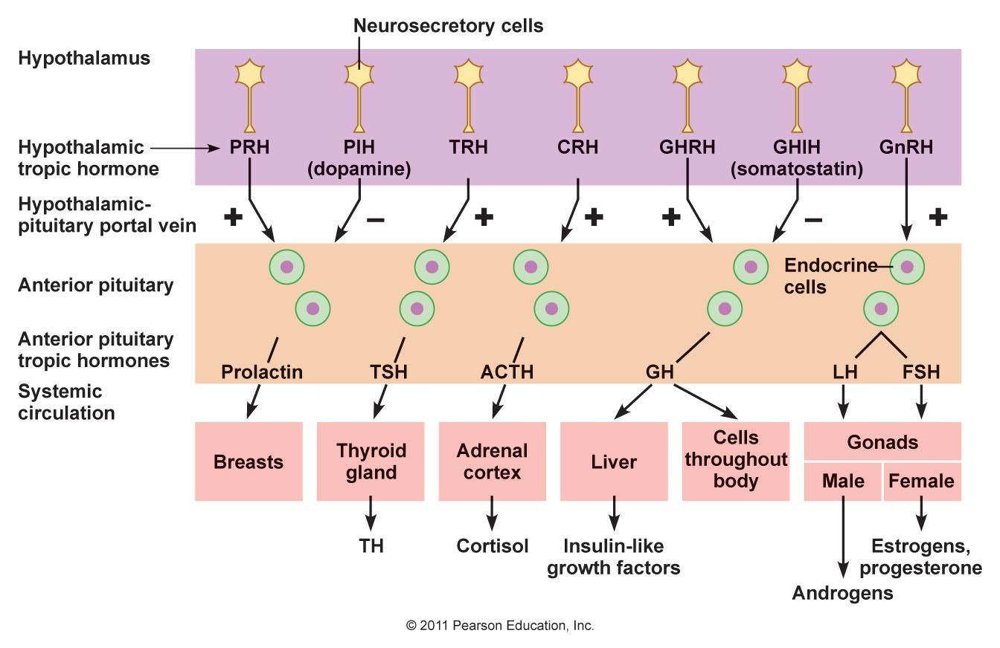 Neurosecretory cells
Hypothalamus
Hypothalamic
tropic hormone
PRH
PIH
(dopamine)
TRH
CRH
GHRH
GHIH
(somatostatin)
GnRH
Hypothalamic-
pituitary portal vein
+
–
+
+
+
–
+
Anterior pituitary
Endocrine
cells
Anterior pituitary
tropic hormones
Prolactin
TSH
ACTH
GH
LH
FSH
Systemic
circulation
Breasts
Thyroid
gland
Adrenal
cortex
Liver
Cells
throughout
body
Gonads
Male
Female
TH
Cortisol
Insulin-like
growth factors
Androgens
Estrogens,
progesterone
© 2011 Pearson Education, Inc.